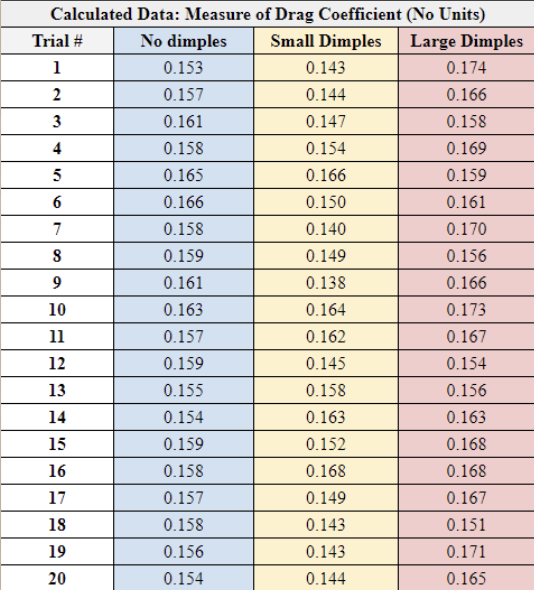 Calculated Data: Measure of Drag Coefficient (No Units)
Trial # No dimples Small Dimples Large Dimples
1 0.153 0.143 0.174
2 0.157 0.144 0.166
3 0.161 0.147 0.158
4 0.158 0.154 0.169
5 0.165 0.166 0.159
6 0.166 0.150 0.161
7 0.158 0.140 0.170
8 0.159 0.149 0.156
9 0.161 0.138 0.166
10 0.163 0.164 0.173
11 0.157 0.162 0.167
12 0.159 0.145 0.154
13 0.155 0.158 0.156
14 0.154 0.163 0.163
15 0.159 0.152 0.168
16 0.158 0.168 0.168
17 0.157 0.149 0.167
18 0.158 0.143 0.151
19 0.156 0.143 0.171
20 0.154 0.144 0.165